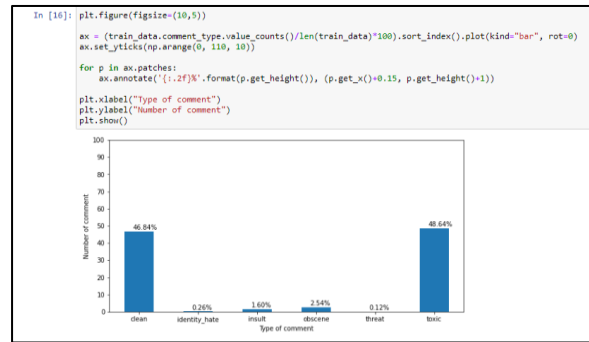 In [16]: plt.figure(figsize=(10,5))
ax = (train_data.comment_type.value_counts()/len(train_data)*100).sort_index().plot(kind="bar", rot=0)
ax.set_yticks(np.arange(0, 110, 10))
for p in ax.patches:
ax.annotate('{:.2f}%'.format(p.get_height()), (p.get_x()+0.15, p.get_height()+1))
plt.xlabel("Type of comment")
plt.ylabel("Number of comment")
plt.show()
100
90
80
70
60
50
40
30
20
10
0
Number of comment
46.84%
0.26%
1.60%
2.54%
0.12%
48.64%
clean identity_hate insult obscene threat toxic
Type of comment